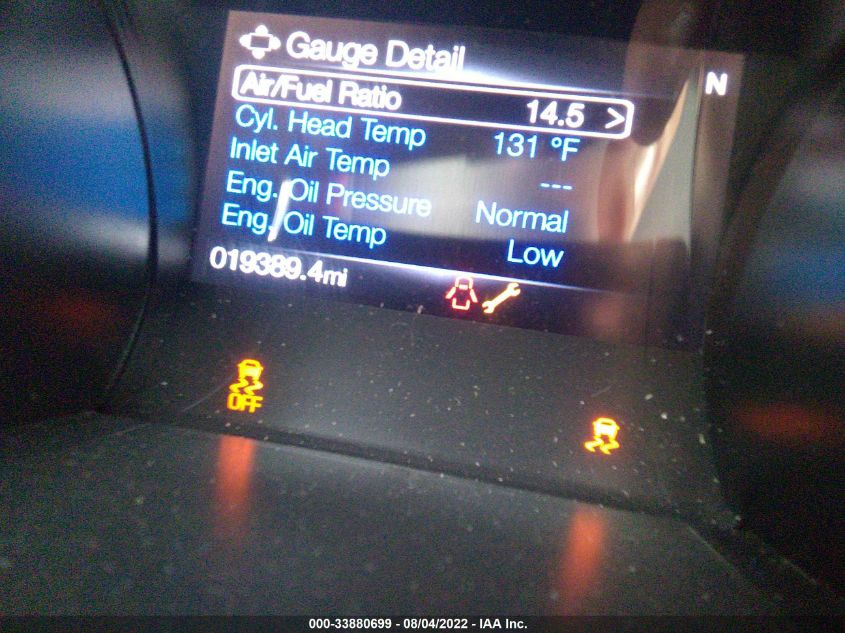 Gauge Detail
N
Air/Fuel Ratio 14.5 >
Cyl. Head Temp 131 °F
Inlet Air Temp ---
Eng. Oil Pressure Normal
Eng. Oil Temp Low
019389.4mi
OFF
000-33880699 - 08/04/2022 - IAA Inc.